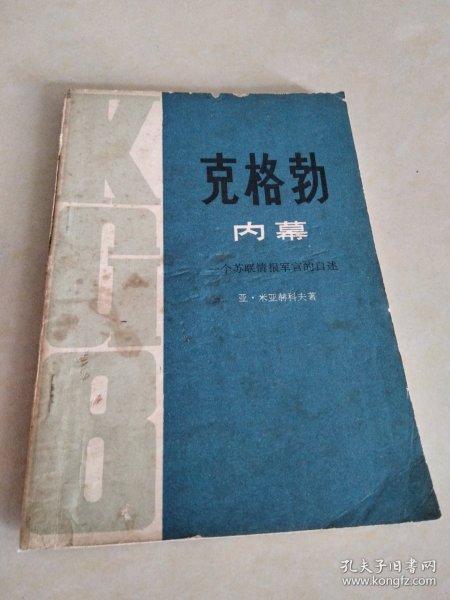 KGB
克格勃
内幕
一个苏联情报军官的自述
亚·米亚赫科夫著
孔夫子旧书网
www.kongfz.com